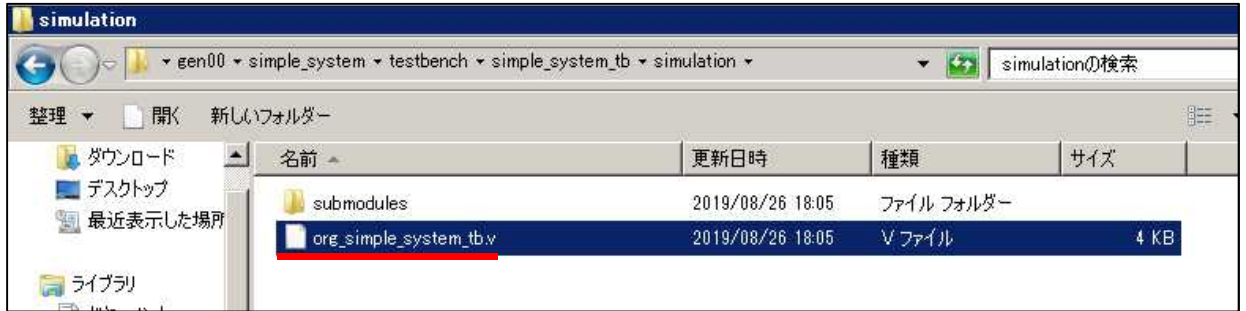 simulation
gen00 simple_system testbench simple_system_tb simulation simulationの検索
整理 開く 新しいフォルダー
ダウンロード 名前 更新日時 種類 サイズ
デスクトップ
submodules 2019/08/26 18:05 ファイル フォルダー
最近表示した場所
org_simple_system_tb.v 2019/08/26 18:05 V ファイル 4 KB
ライブラリ